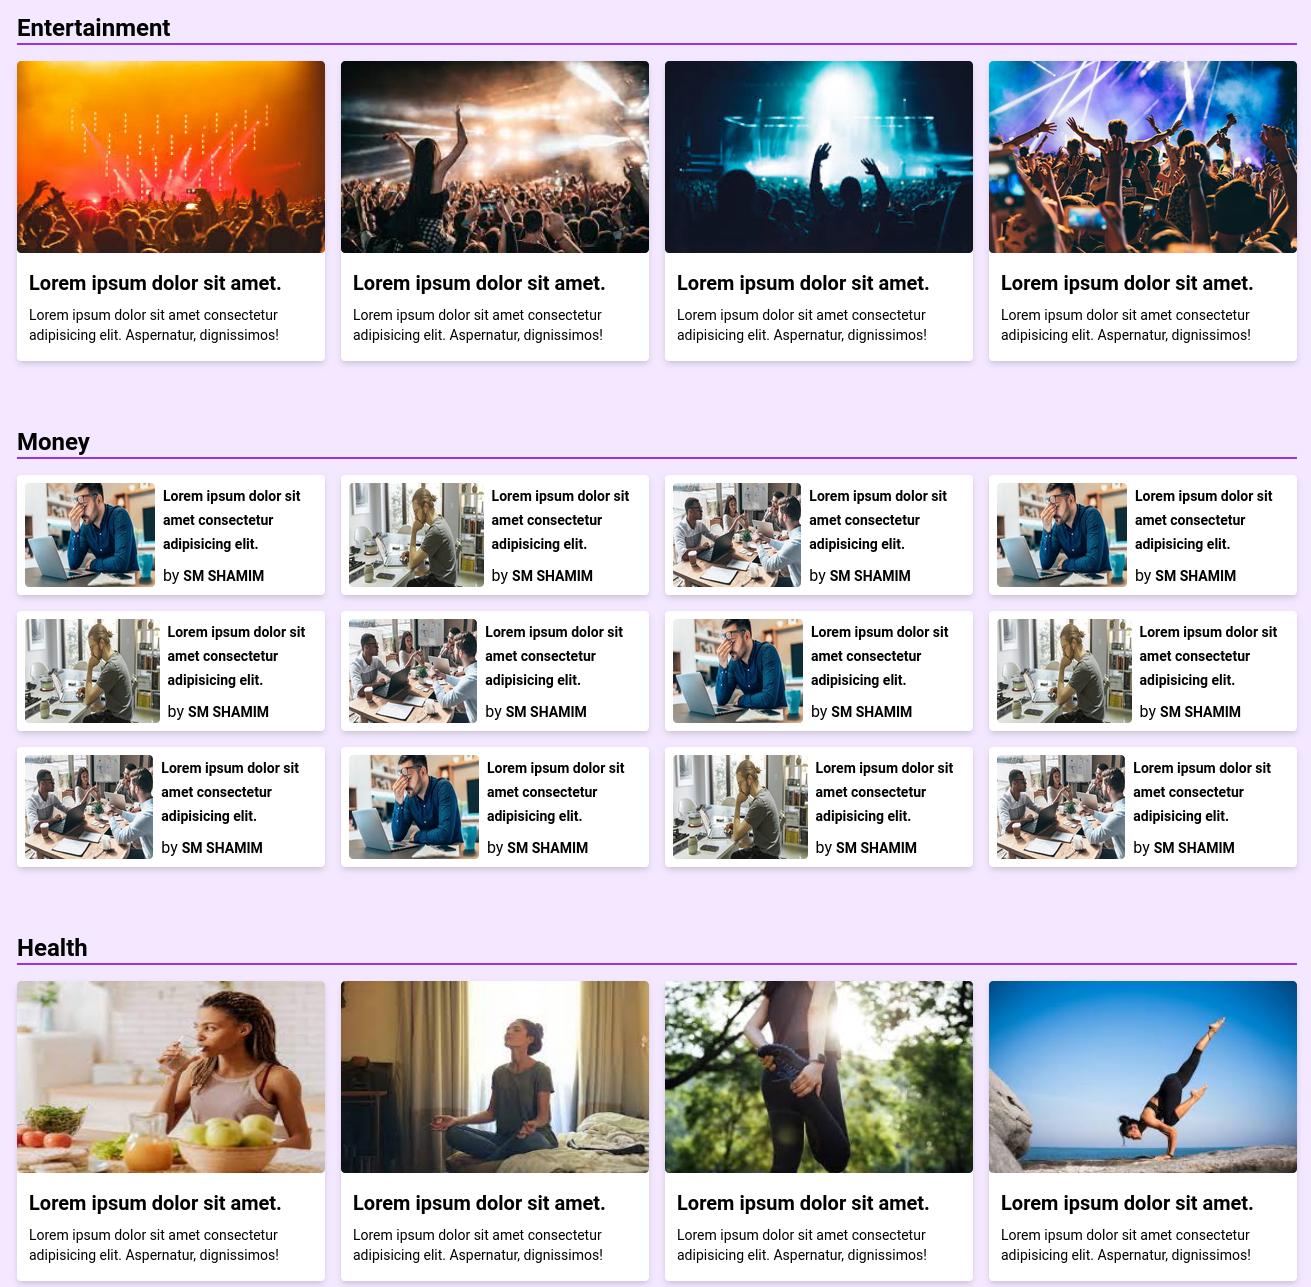 Entertainment
Lorem ipsum dolor sit amet.
Lorem ipsum dolor sit amet consectetur
adipisicing elit. Aspernatur, dignissimos!
Lorem ipsum dolor sit amet.
Lorem ipsum dolor sit amet consectetur
adipisicing elit. Aspernatur, dignissimos!
Lorem ipsum dolor sit amet.
Lorem ipsum dolor sit amet consectetur
adipisicing elit. Aspernatur, dignissimos!
Lorem ipsum dolor sit amet.
Lorem ipsum dolor sit amet consectetur
adipisicing elit. Aspernatur, dignissimos!
Money
Lorem ipsum dolor sit
amet consectetur
adipisicing elit.
by SM SHAMIM
Lorem ipsum dolor sit
amet consectetur
adipisicing elit.
by SM SHAMIM
Lorem ipsum dolor sit
amet consectetur
adipisicing elit.
by SM SHAMIM
Lorem ipsum dolor sit
amet consectetur
adipisicing elit.
by SM SHAMIM
Lorem ipsum dolor sit
amet consectetur
adipisicing elit.
by SM SHAMIM
Lorem ipsum dolor sit
amet consectetur
adipisicing elit.
by SM SHAMIM
Lorem ipsum dolor sit
amet consectetur
adipisicing elit.
by SM SHAMIM
Lorem ipsum dolor sit
amet consectetur
adipisicing elit.
by SM SHAMIM
Lorem ipsum dolor sit
amet consectetur
adipisicing elit.
by SM SHAMIM
Lorem ipsum dolor sit
amet consectetur
adipisicing elit.
by SM SHAMIM
Lorem ipsum dolor sit
amet consectetur
adipisicing elit.
by SM SHAMIM
Lorem ipsum dolor sit
amet consectetur
adipisicing elit.
by SM SHAMIM
Health
Lorem ipsum dolor sit amet.
Lorem ipsum dolor sit amet consectetur
adipisicing elit. Aspernatur, dignissimos!
Lorem ipsum dolor sit amet.
Lorem ipsum dolor sit amet consectetur
adipisicing elit. Aspernatur, dignissimos!
Lorem ipsum dolor sit amet.
Lorem ipsum dolor sit amet consectetur
adipisicing elit. Aspernatur, dignissimos!
Lorem ipsum dolor sit amet.
Lorem ipsum dolor sit amet consectetur
adipisicing elit. Aspernatur, dignissimos!